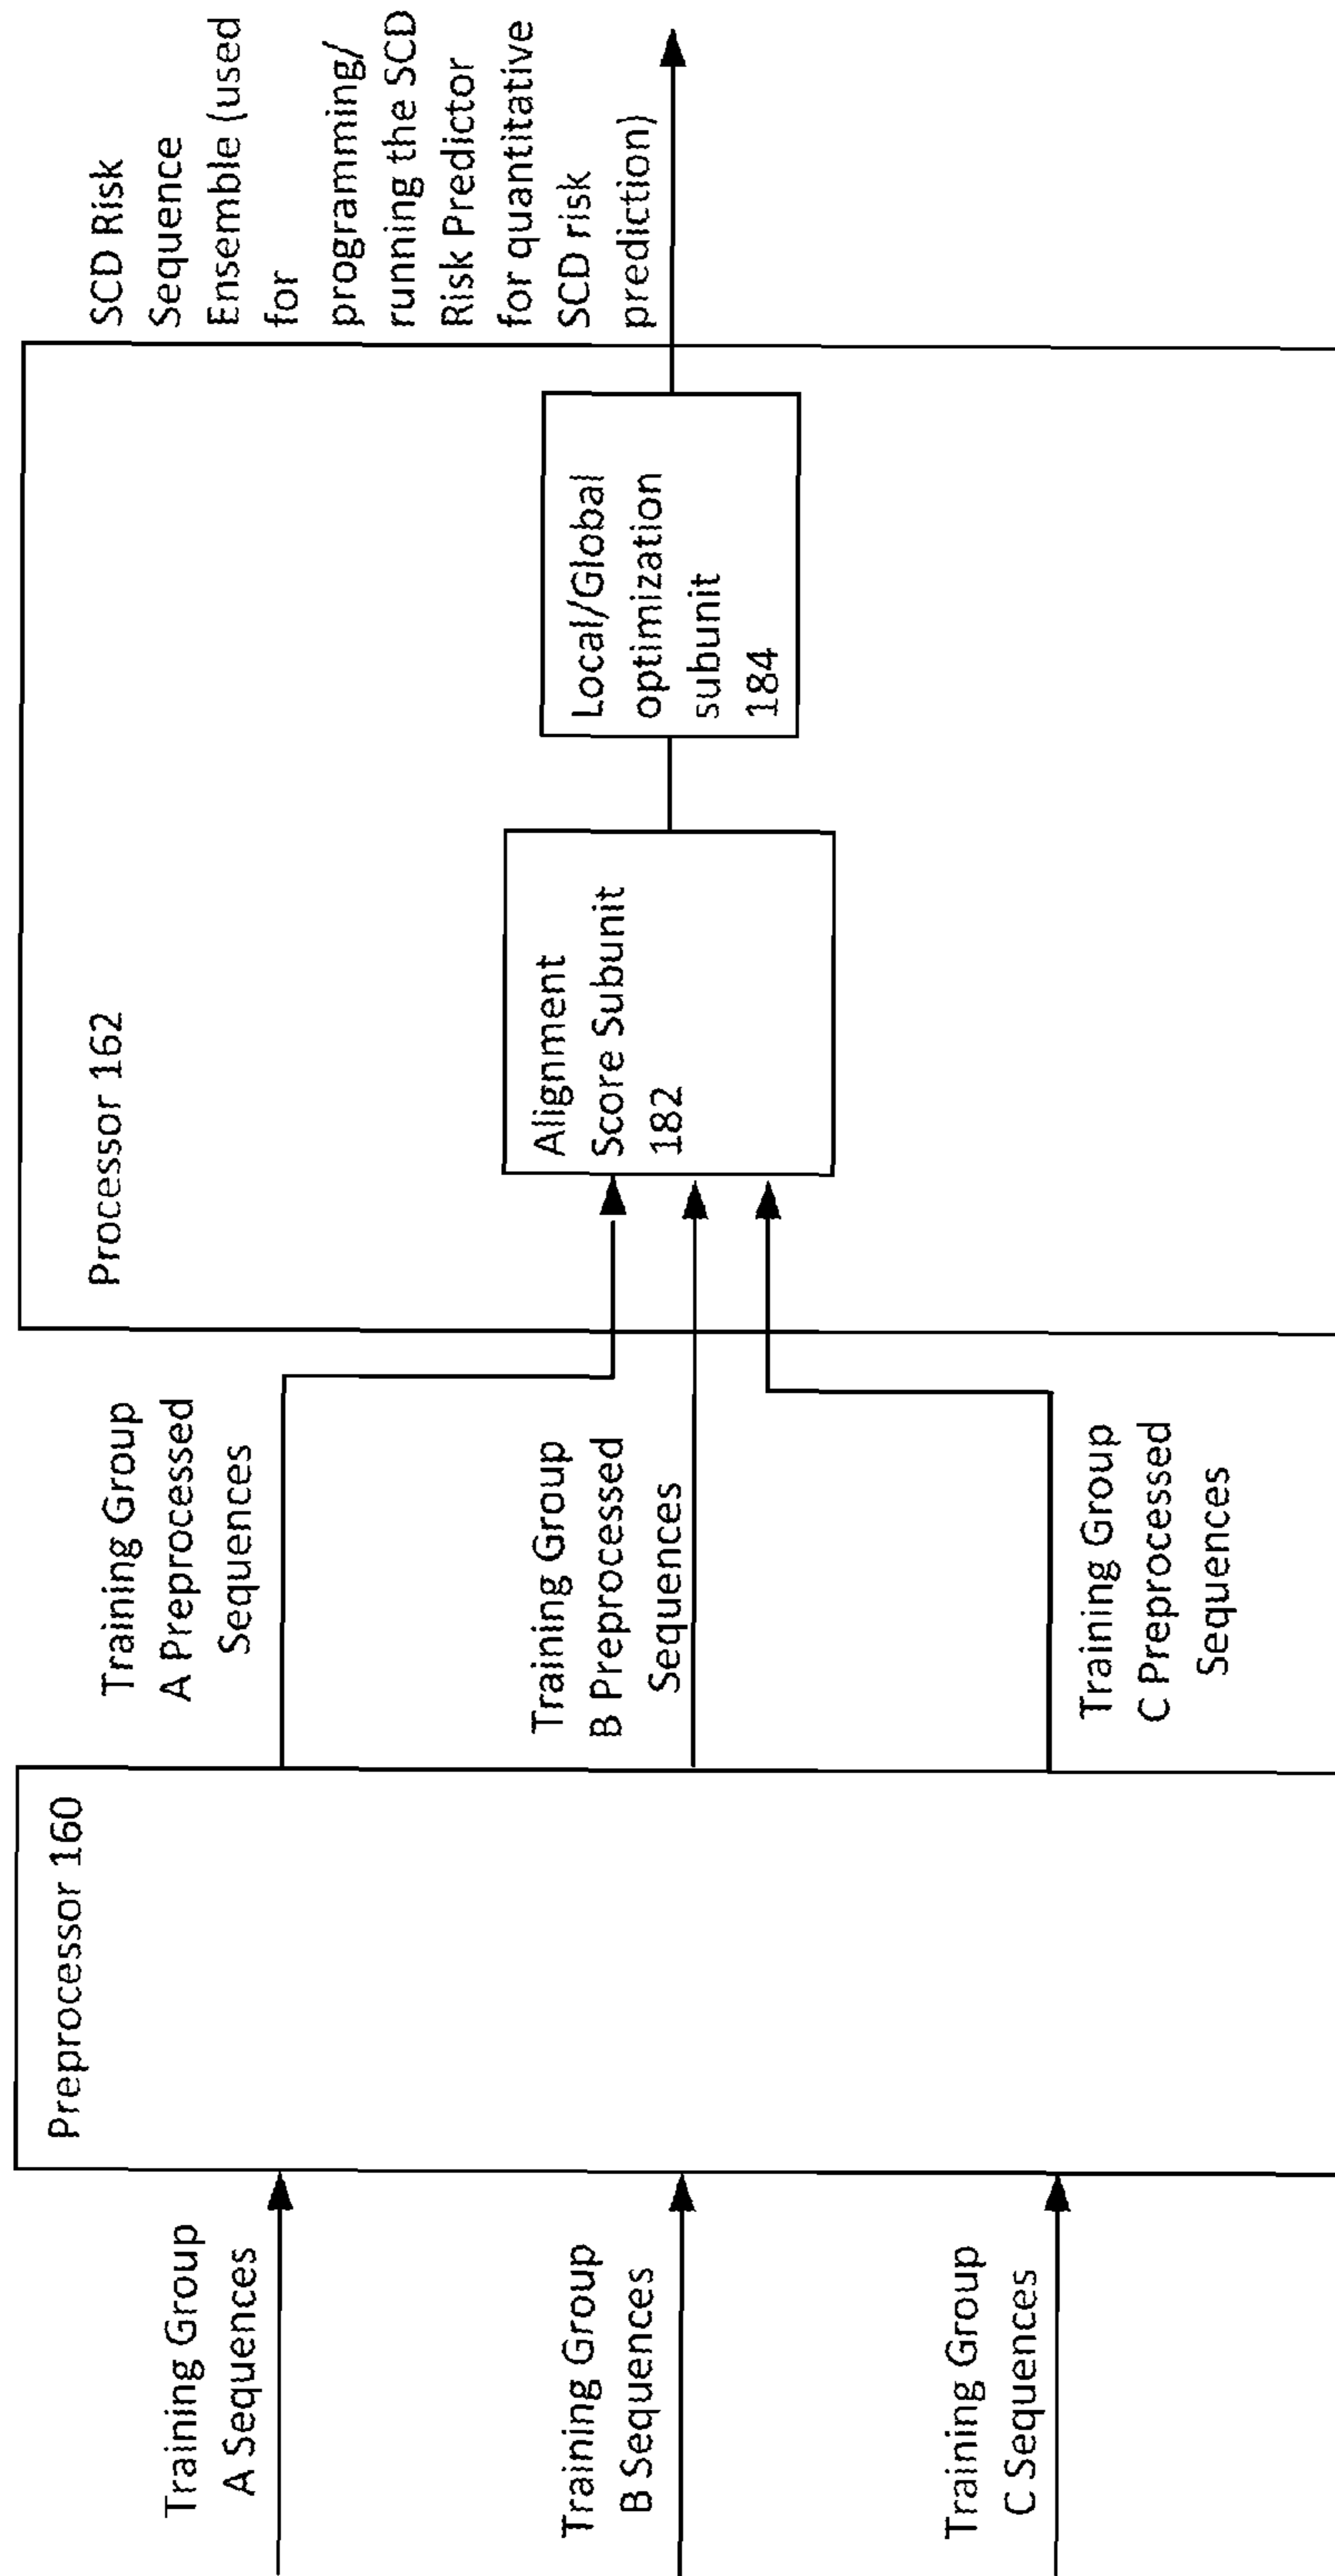 Training Group
A Sequences
Training Group
B Sequences
Training Group
C Sequences
Preprocessor 160
Training Group
A Preprocessed
Sequences
Training Group
B Preprocessed
Sequences
Training Group
C Preprocessed
Sequences
Processor 162
Alignment
Score Subunit
182
Local/Global
optimization
subunit
184
SCD Risk
Sequence
Ensemble (used
for
programming/
running the SCD
Risk Predictor
for quantitative
SCD risk
prediction)